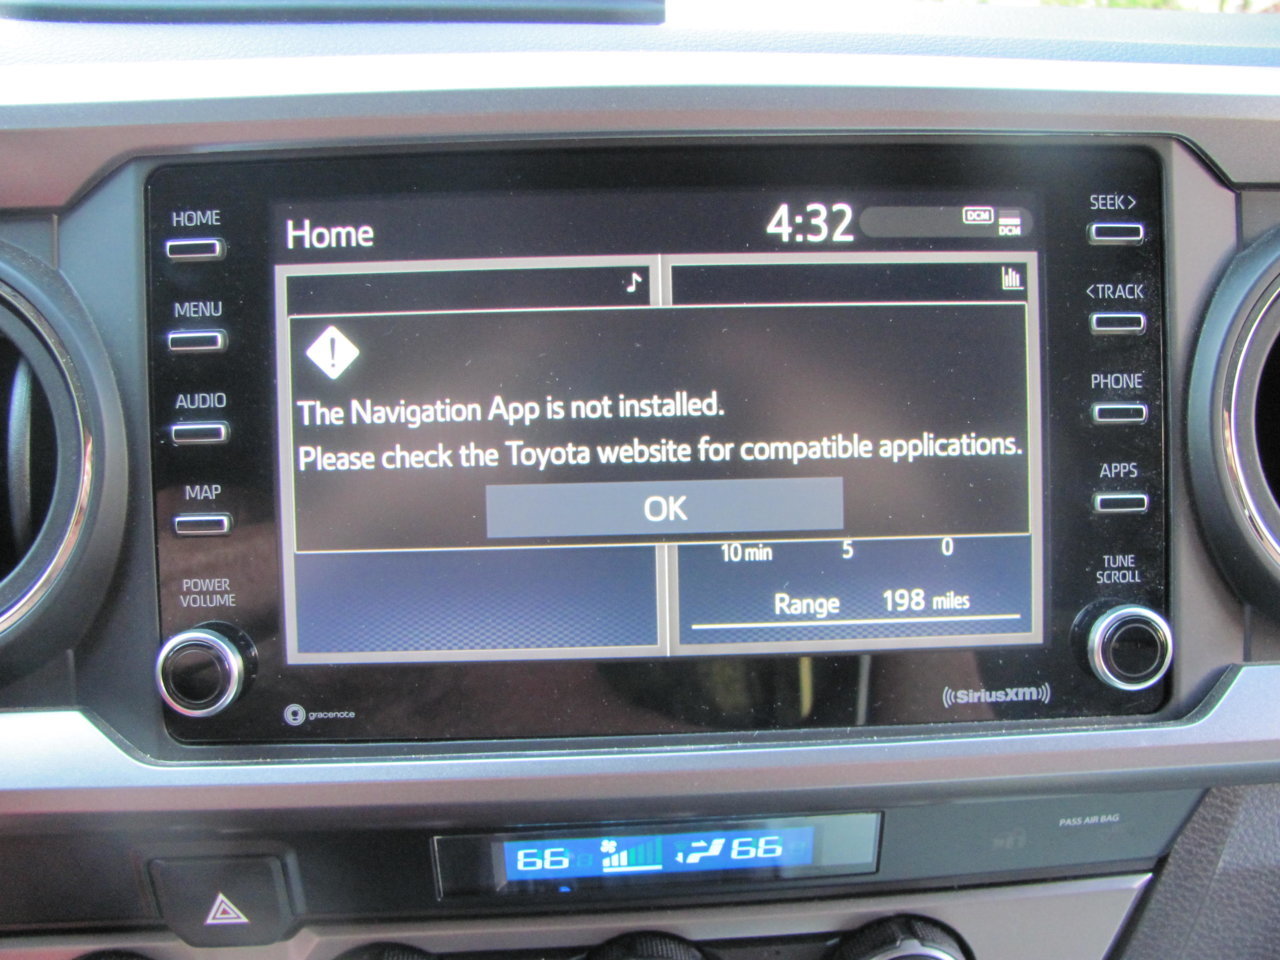 HOME
MENU
AUDIO
MAP
POWER
VOLUME
Home
4:32
DCM
DCM
The Navigation App is not installed.
Please check the Toyota website for compatible applications.
OK
10 min 5 0
Range 198 miles
SEEK>
<TRACK
PHONE
APPS
TUNE
SCROLL
gracenote
((SiriusXM))
66
66
PASS AIR BAG